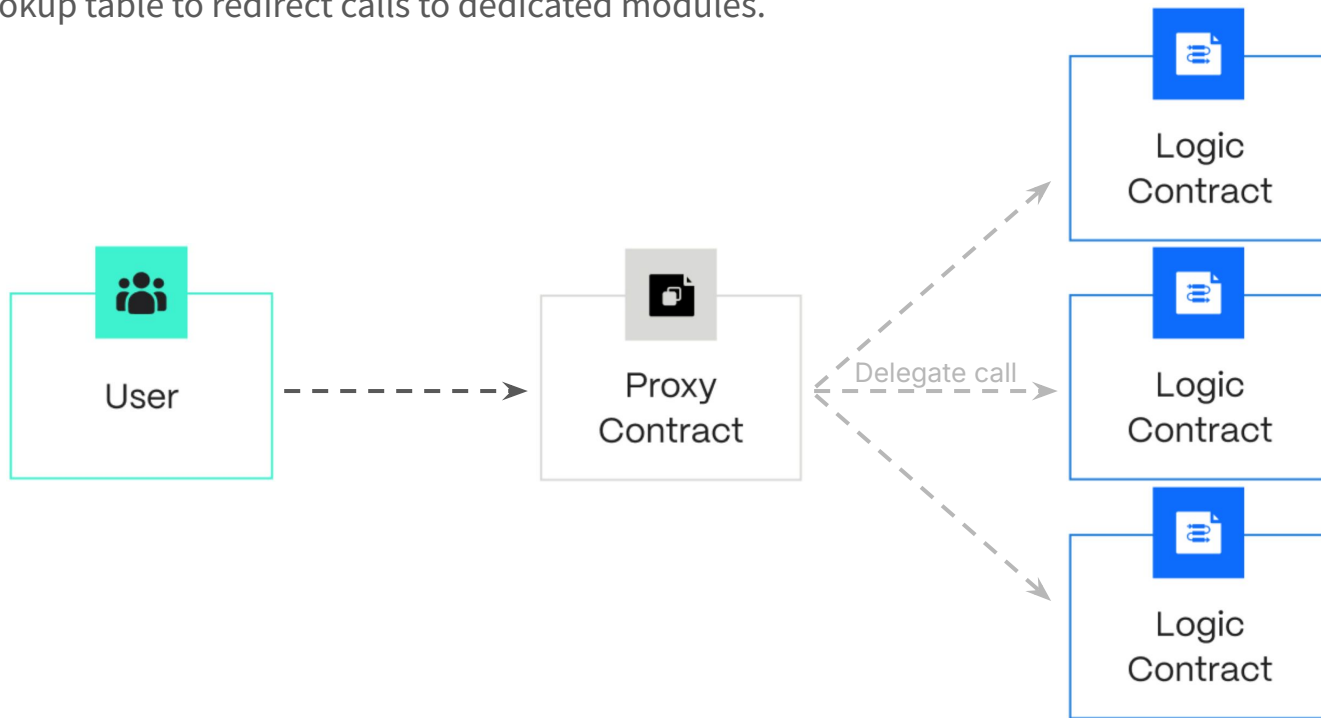 okup table to redirect calls to dedicated modules.
Logic
Contract
User
Proxy
Contract
Delegate call
Logic
Contract
Logic
Contract